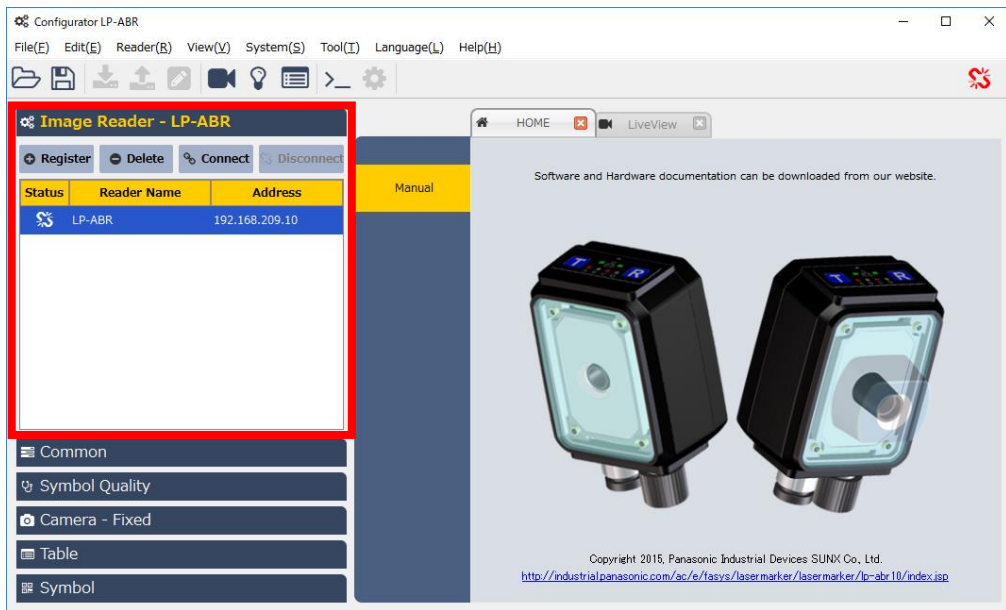 Configurator LP-ABR
File(F) Edit(E) Reader(R) View(V) System(S) Tool(T) Language(L) Help(H)
Image Reader - LP-ABR
HOME LiveView
Register Delete Connect Disconnect
Status Reader Name Address
LP-ABR 192.168.209.10
Manual
Software and Hardware documentation can be downloaded from our website.
T R
T R
Common
Symbol Quality
Camera - Fixed
Table
Symbol
Copyright 2015, Panasonic Industrial Devices SUNX Co., Ltd.
http://industrial.panasonic.com/ac/e/fasys/lasermarker/lasermarker/lp-abr10/index.jsp